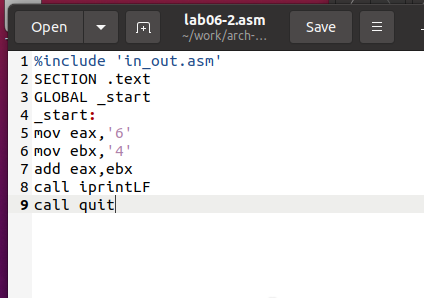 Open
lab06-2.asm
~/work/arch-...
Save
1 %include 'in_out.asm'
2 SECTION .text
3 GLOBAL _start
4 _start:
5 mov eax,'6'
6 mov ebx,'4'
7 add eax,ebx
8 call iprintLF
9 call quit